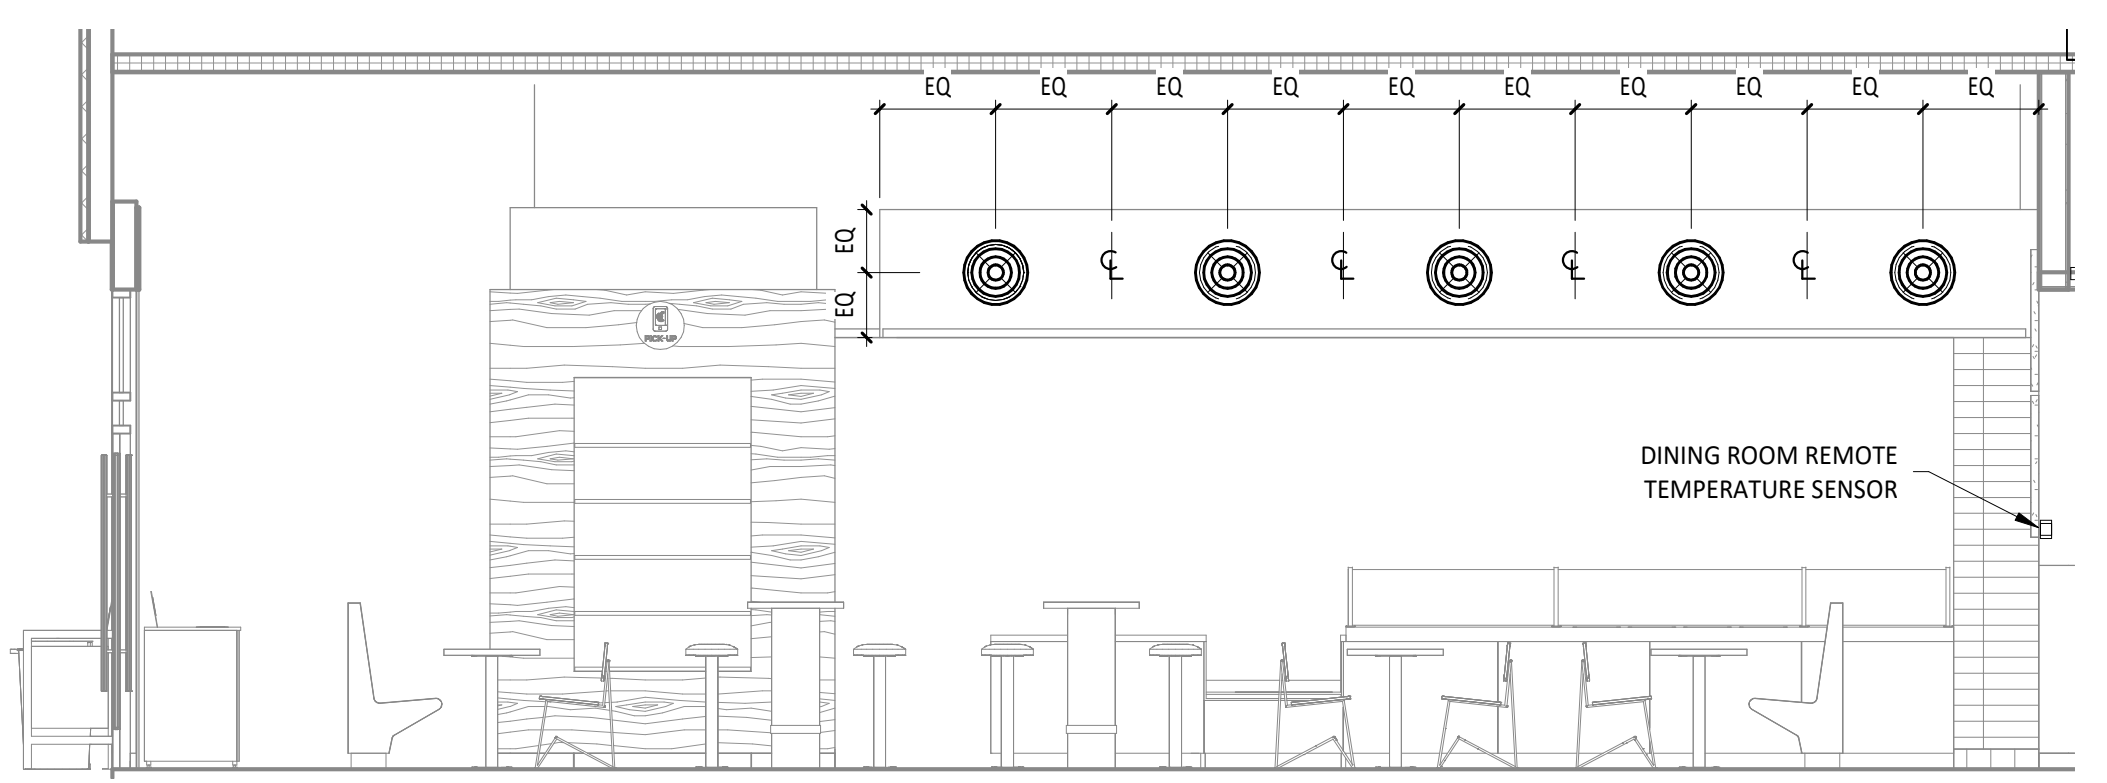 EQ EQ EQ EQ EQ EQ EQ EQ EQ EQ
EQ
EQ
℄ ℄ ℄ ℄
PICK-UP
DINING ROOM REMOTE
TEMPERATURE SENSOR